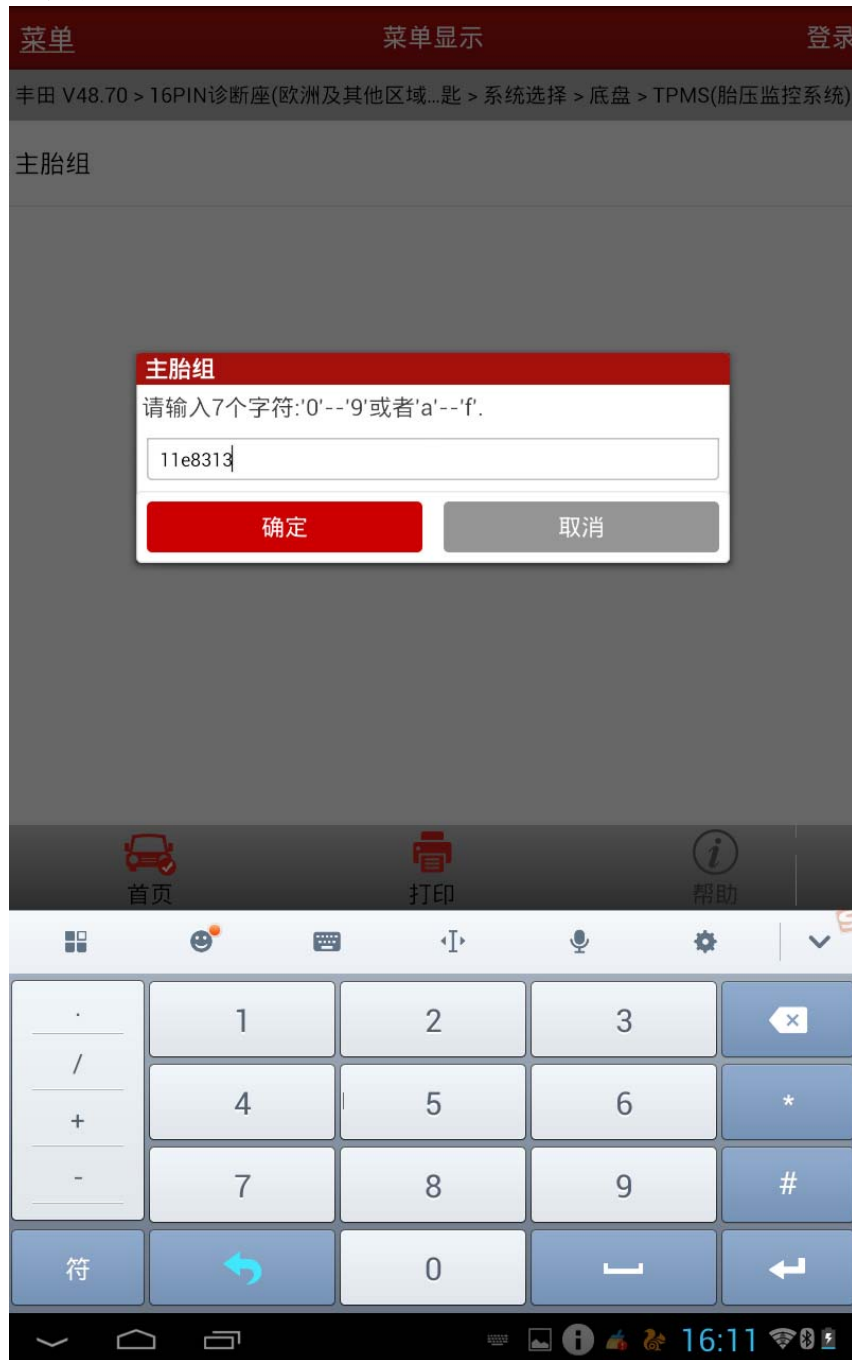 菜单 菜单显示 登录
丰田 V48.70 > 16PIN诊断座(欧洲及其他区域...匙 > 系统选择 > 底盘 > TPMS(胎压监控系统)
主胎组
主胎组
请输入7个字符:'0'--'9'或者'a'--'f'.
11e8313
确定 取消
首页 打印 帮助
. 1 2 3
/
4 5 6 *
+
- 7 8 9 #
符 0
16:11